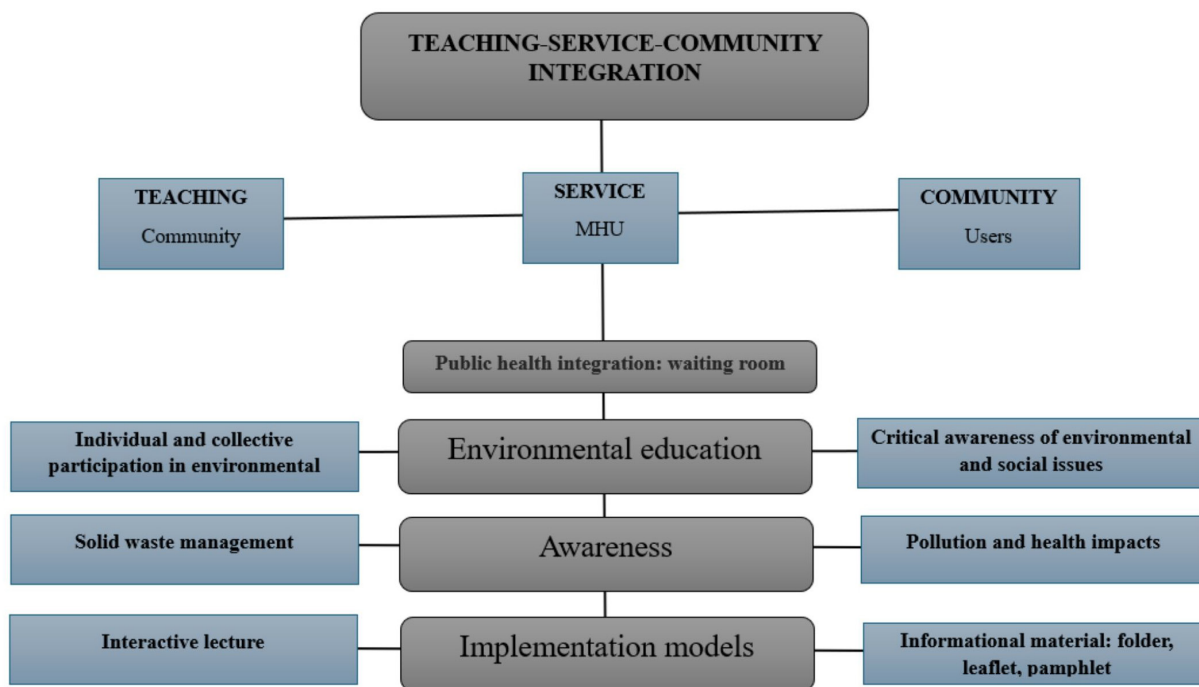 TEACHING-SERVICE-COMMUNITY
INTEGRATION
TEACHING
Community
SERVICE
MHU
COMMUNITY
Users
Public health integration: waiting room
Individual and collective
participation in environmental
Environmental education
Critical awareness of environmental
and social issues
Solid waste management
Awareness
Pollution and health impacts
Interactive lecture
Implementation models
Informational material: folder,
leaflet, pamphlet